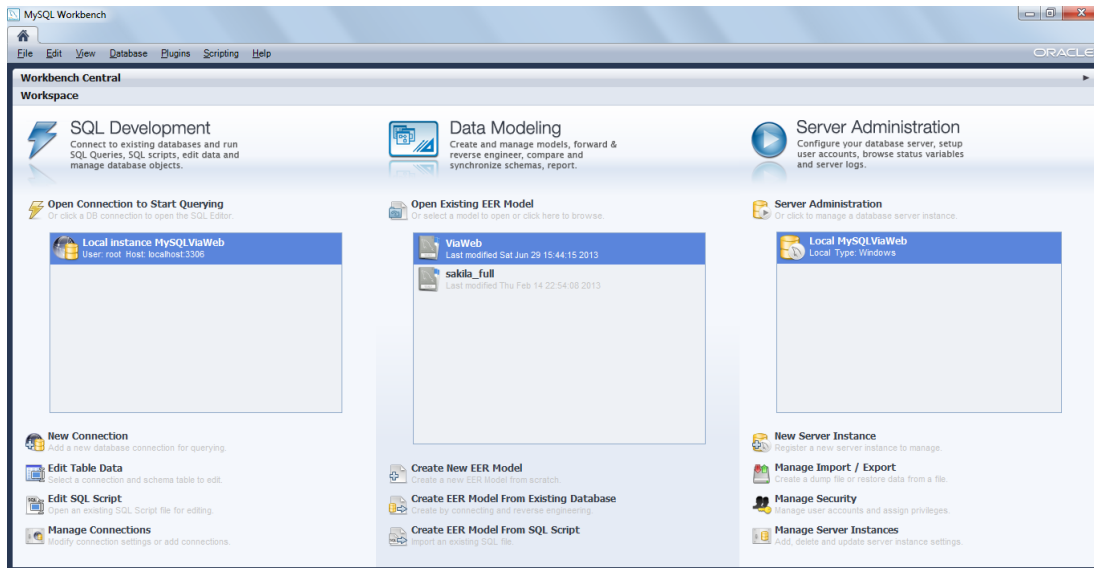 MySQL Workbench
File Edit View Database Plugins Scripting Help
ORACLE
Workbench Central
Workspace
SQL Development
Connect to existing databases and run
SQL Queries, SQL scripts, edit data and
manage database objects.
Open Connection to Start Querying
Or click a DB connection to open the SQL Editor.
Local instance MySQLViaWeb
User: root Host: localhost:3306
New Connection
Add a new database connection for querying.
Edit Table Data
Select a connection and schema table to edit.
Edit SQL Script
Open an existing SQL Script file for editing.
Manage Connections
Modify connection settings or add connections.
Data Modeling
Create and manage models, forward &
reverse engineer, compare and
synchronize schemas, report.
Open Existing EER Model
Or select a model to open or click here to browse.
ViaWeb
Last modified Sat Jun 29 15:44:15 2013
sakila_full
Last modified Thu Feb 14 22:54:08 2013
Create New EER Model
Create a new EER Model from scratch.
Create EER Model From Existing Database
Create by connecting and reverse engineering.
Create EER Model From SQL Script
Import an existing SQL file.
Server Administration
Configure your database server, setup
user accounts, browse status variables
and server logs.
Server Administration
Or click to manage a database server instance.
Local MySQLViaWeb
Local Type: Windows
New Server Instance
Register a new server instance to manage.
Manage Import / Export
Create a dump file or restore data from a file.
Manage Security
Manage user accounts and assign privileges.
Manage Server Instances
Add, delete and update server instance settings.